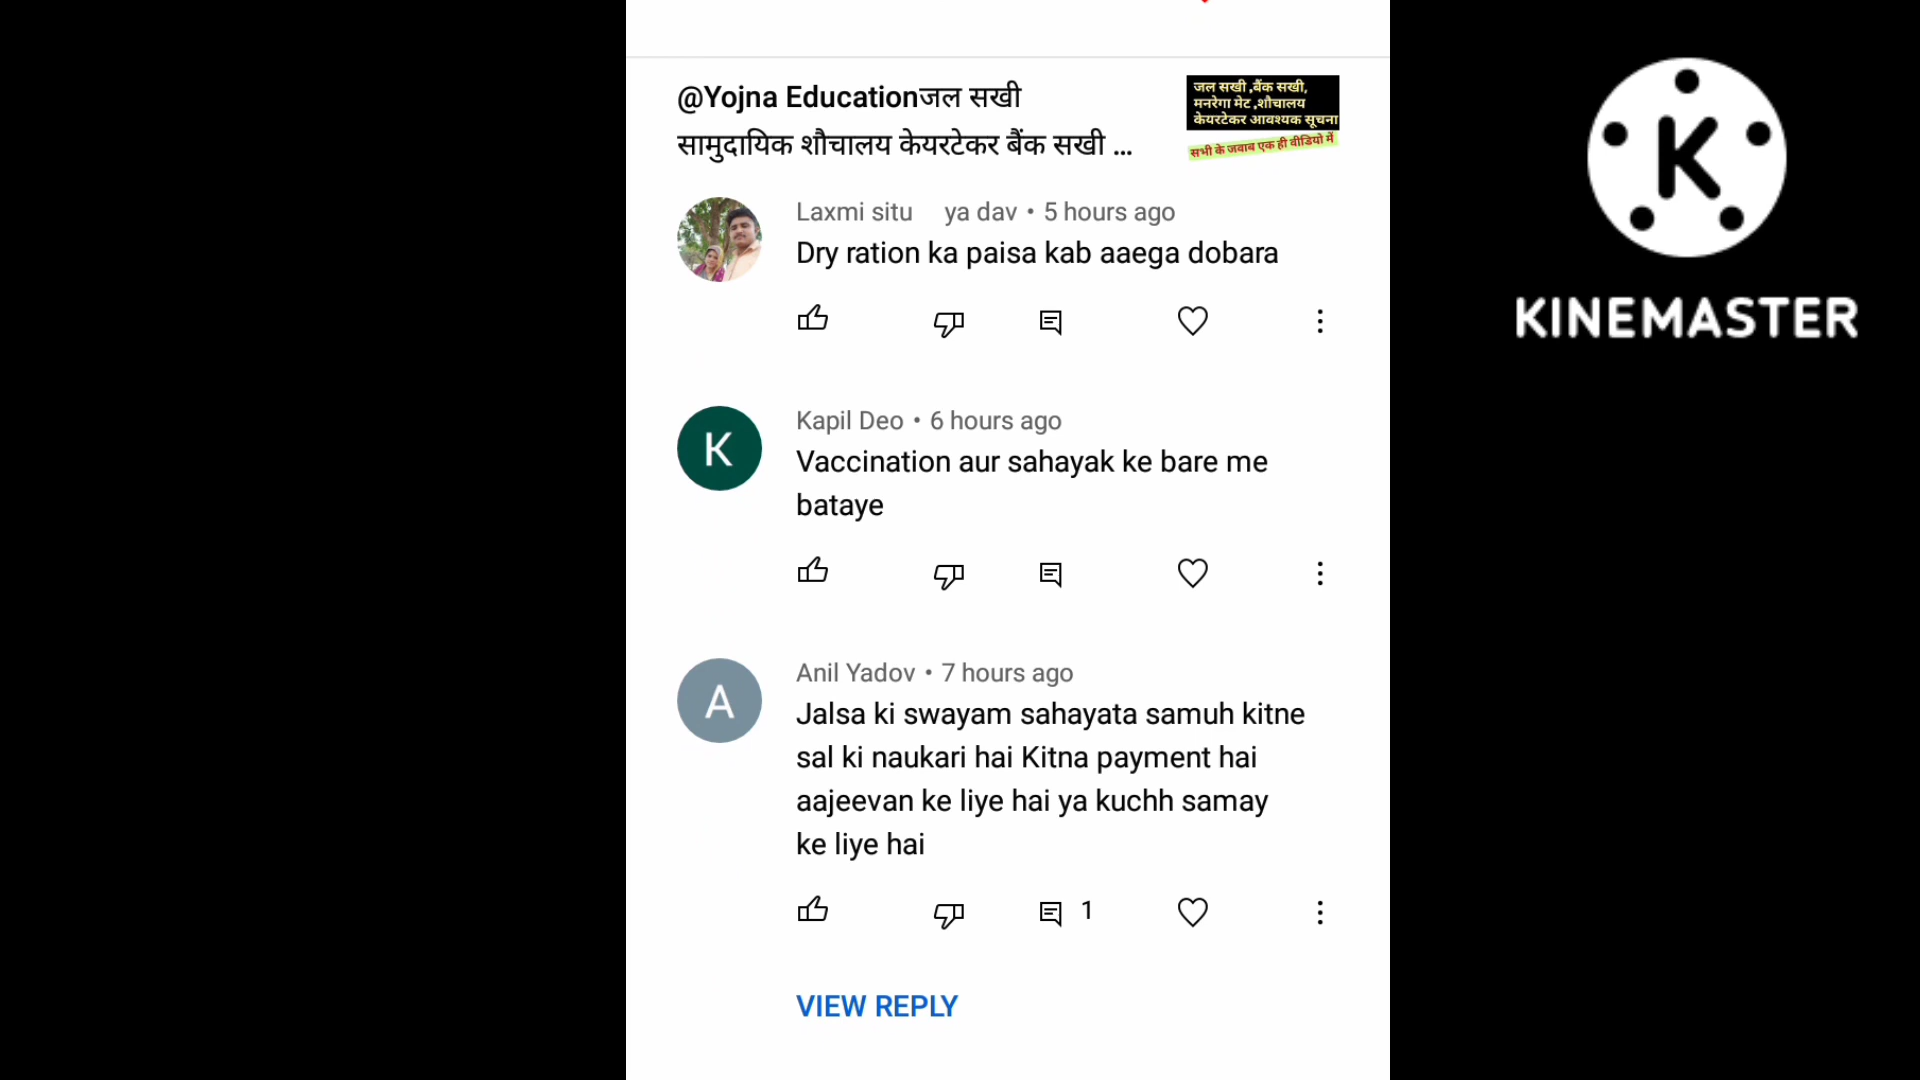 @Yojna Educationजल सखी
सामुदायिक शौचालय केयरटेकर बैंक सखी ...
जल सखी ,बैंक सखी,
मनरेगा मेट ,शौचालय
केयरटेकर आवश्यक सूचना
सभी के जवाब एक ही वीडियो में
K
KINEMASTER
Laxmi situ ya dav • 5 hours ago
Dry ration ka paisa kab aaega dobara
K
Kapil Deo • 6 hours ago
Vaccination aur sahayak ke bare me
bataye
A
Anil Yadov • 7 hours ago
Jalsa ki swayam sahayata samuh kitne
sal ki naukari hai Kitna payment hai
aajeevan ke liye hai ya kuchh samay
ke liye hai
1
VIEW REPLY